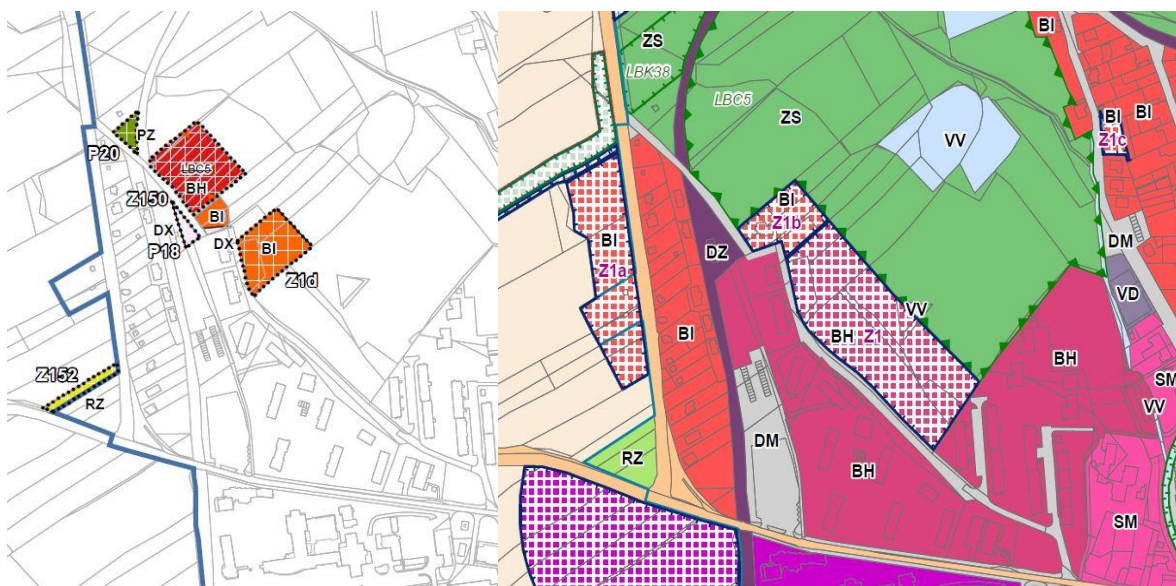 P20
PZ
LBC5
BH
Z150
BI
DX
P18
DX
BI
Z1d
Z152
RZ
ZS
LBK38
LBC5
ZS
VV
BI
BI
BI
Z1c
BI
Z1b
BI
Z1a
DZ
DM
VD
VV
BH Z1
BI
BH
SM
VV
RZ
DM
BH
SM